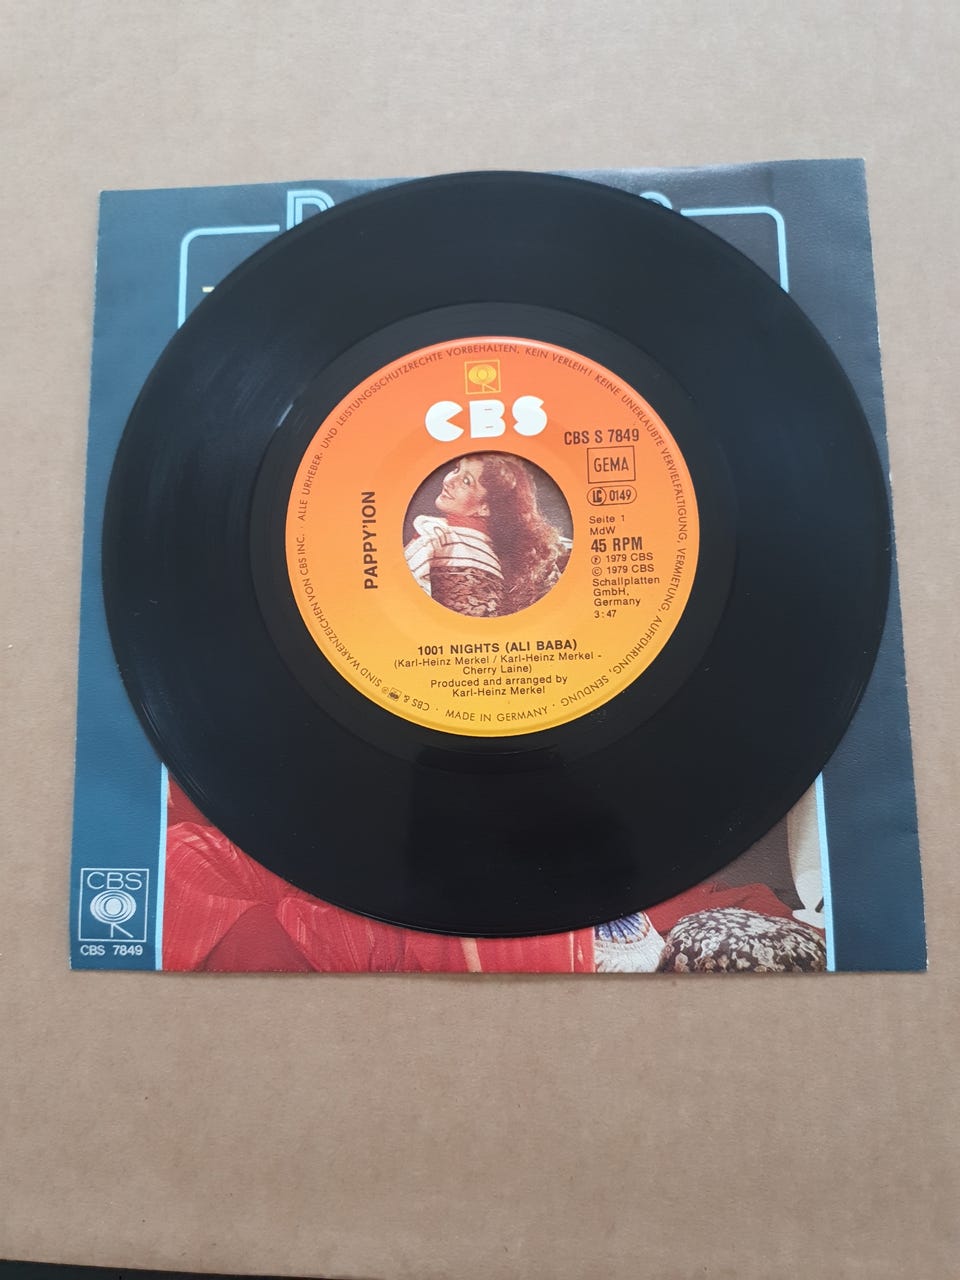 CBS
CBS S 7849
GEMA
LC 0149
Seite 1
MdW
45 RPM
℗ 1979 CBS
© 1979 CBS
Schallplatten
GmbH,
Germany
3:47
PAPPY'ION
1001 NIGHTS (ALI BABA)
(Karl-Heinz Merkel / Karl-Heinz Merkel -
Cherry Laine)
Produced and arranged by
Karl-Heinz Merkel
ALLE URHEBER- UND LEISTUNGSSCHUTZRECHTE VORBEHALTEN, KEIN VERLEIH! KEINE UNERLAUBTE VERVIELFÄLTIGUNG, VERMIETUNG, AUFFÜHRUNG, SENDUNG ·
MADE IN GERMANY ·
CBS & ® SIND WARENZEICHEN VON CBS INC. ·
CBS
CBS 7849